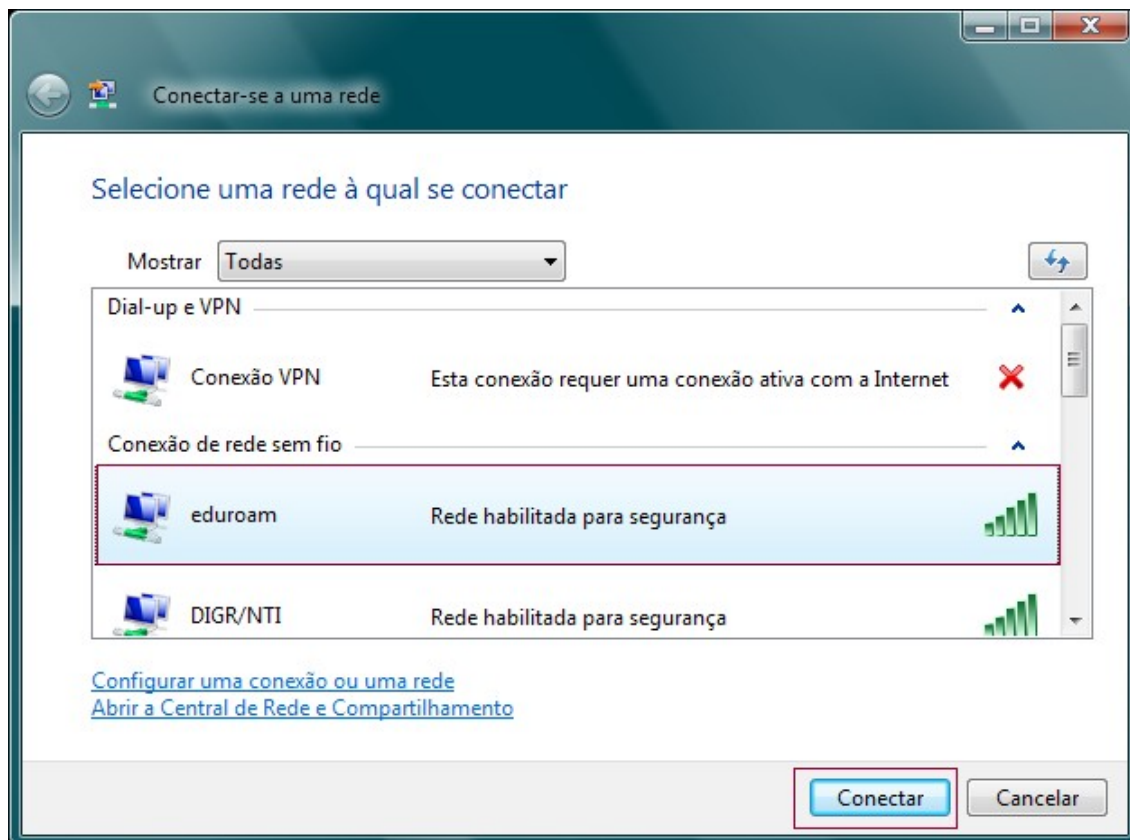 Conectar-se a uma rede
Selecione uma rede à qual se conectar
Mostrar Todas
Dial-up e VPN
Conexão VPN Esta conexão requer uma conexão ativa com a Internet
Conexão de rede sem fio
eduroam Rede habilitada para segurança
DIGR/NTI Rede habilitada para segurança
Configurar uma conexão ou uma rede
Abrir a Central de Rede e Compartilhamento
Conectar Cancelar